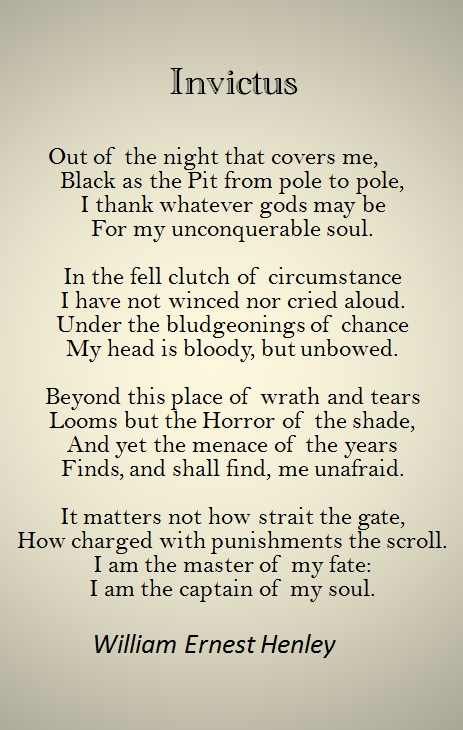 Invictus
Out of the night that covers me,
Black as the Pit from pole to pole,
I thank whatever gods may be
For my unconquerable soul.
In the fell clutch of circumstance
I have not winced nor cried aloud.
Under the bludgeonings of chance
My head is bloody, but unbowed.
Beyond this place of wrath and tears
Looms but the Horror of the shade,
And yet the menace of the years
Finds, and shall find, me unafraid.
It matters not how strait the gate,
How charged with punishments the scroll.
I am the master of my fate:
I am the captain of my soul.
William Ernest Henley